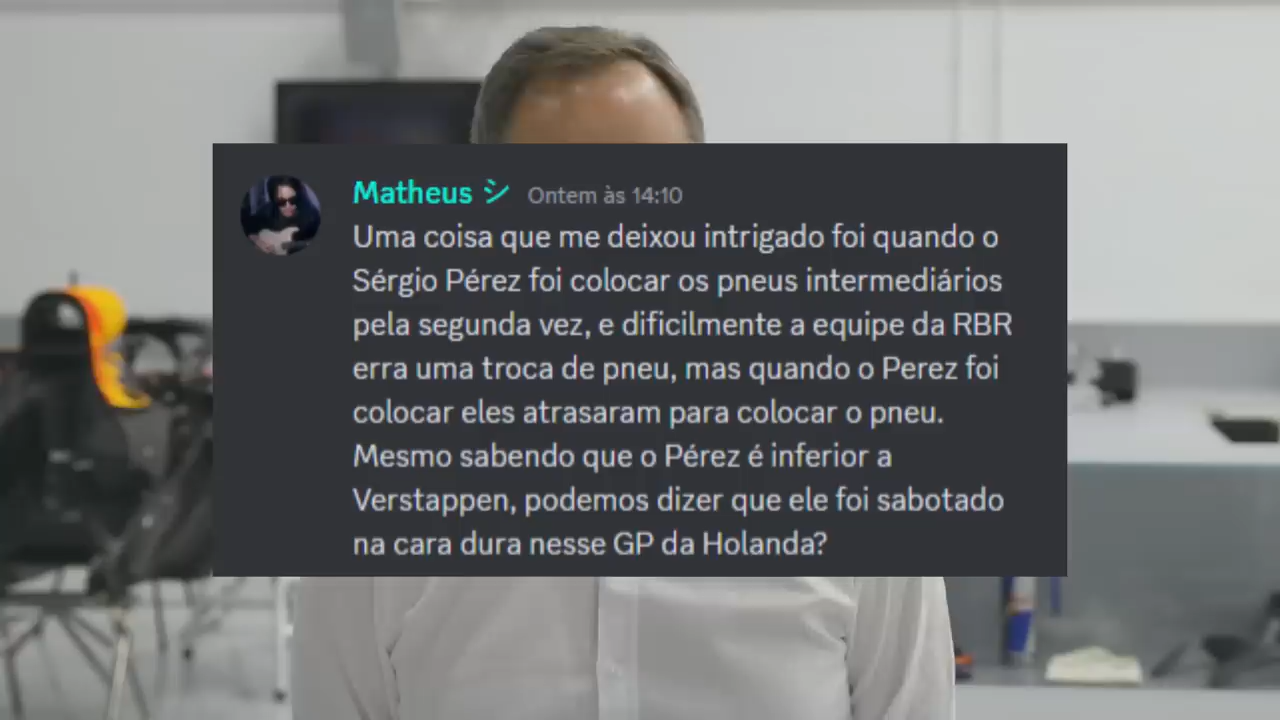 Matheus シ Ontem às 14:10
Uma coisa que me deixou intrigado foi quando o
Sérgio Pérez foi colocar os pneus intermediários
pela segunda vez, e dificilmente a equipe da RBR
erra uma troca de pneu, mas quando o Perez foi
colocar eles atrasaram para colocar o pneu.
Mesmo sabendo que o Pérez é inferior a
Verstappen, podemos dizer que ele foi sabotado
na cara dura nesse GP da Holanda?